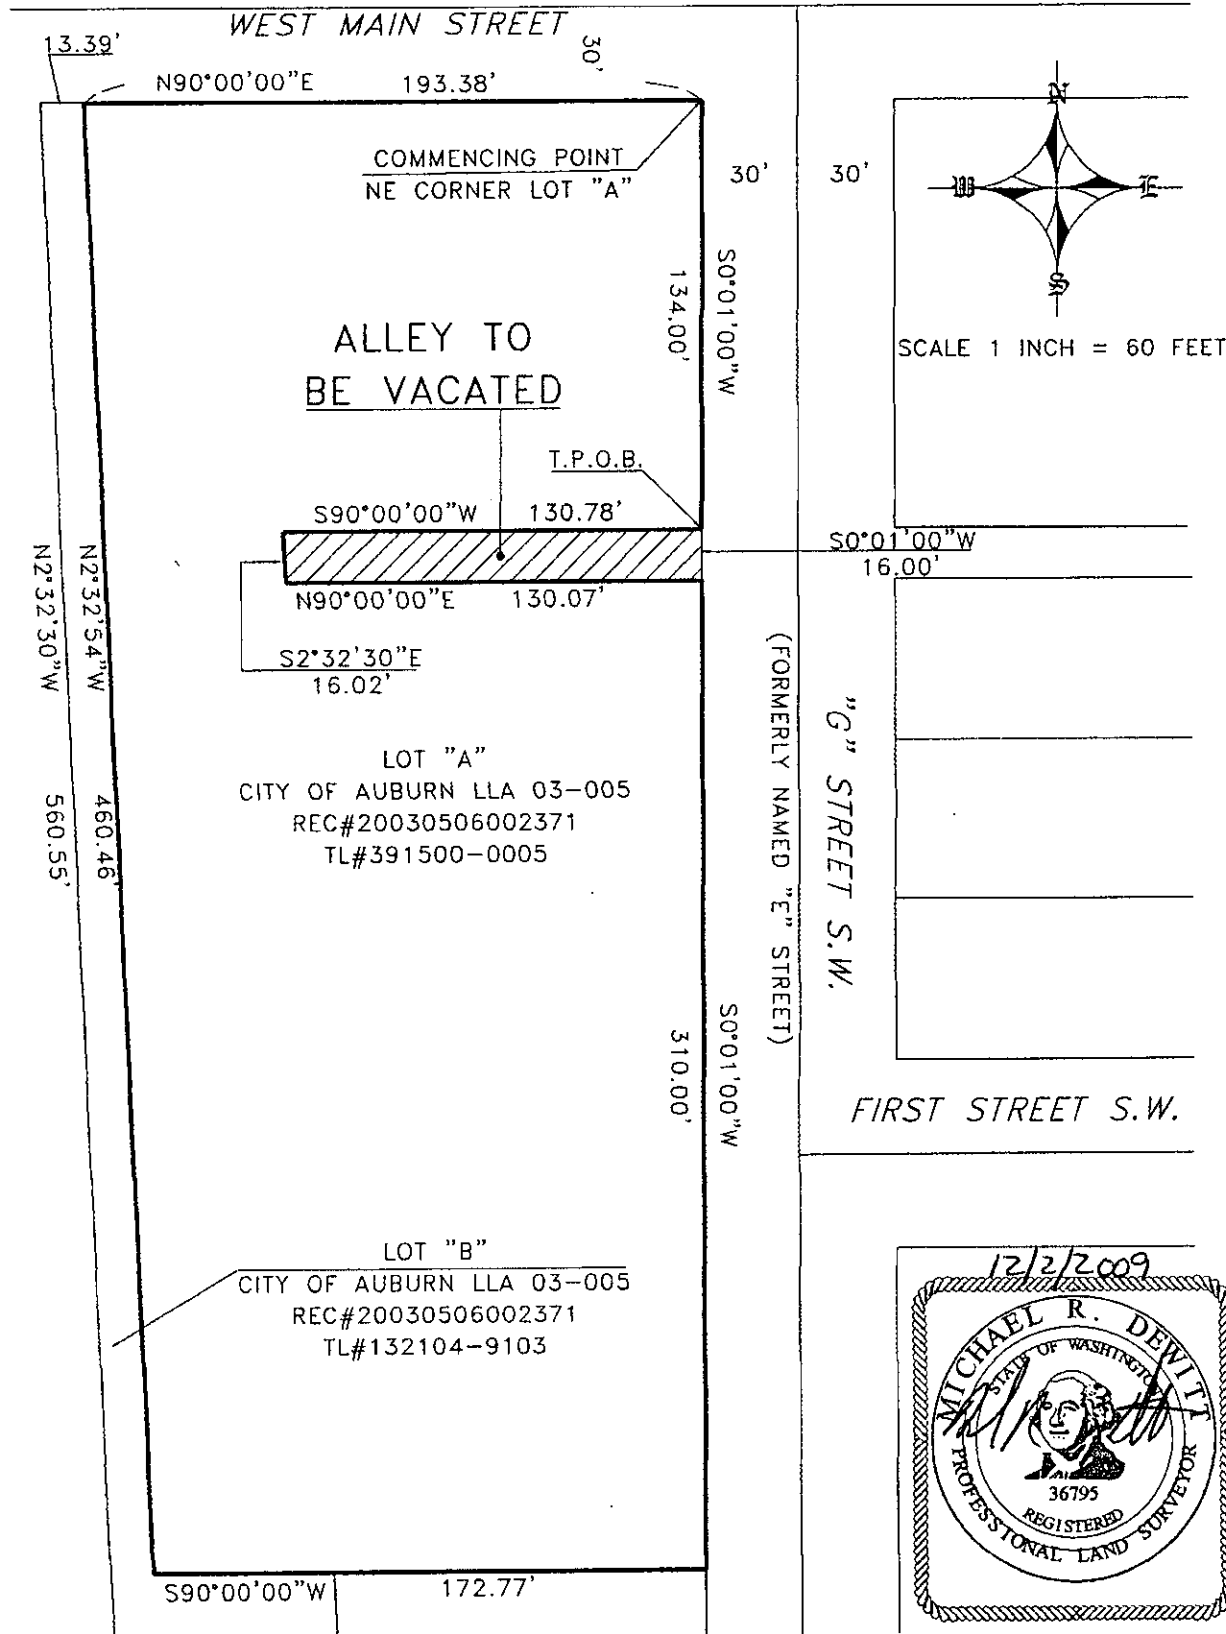 WEST MAIN STREET
13.39'
30'
N90°00'00"E 193.38'
COMMENCING POINT
NE CORNER LOT "A"
30'
30'
N
W
E
S
SCALE 1 INCH = 60 FEET
S0°01'00"W
134.00'
ALLEY TO
BE VACATED
T.P.O.B.
S90°00'00"W 130.78'
S0°01'00"W
16.00'
N90°00'00"E 130.07'
S2°32'30"E
16.02'
N2°32'30"W 560.55'
N2°32'54"W 460.46'
LOT "A"
CITY OF AUBURN LLA 03-005
REC#20030506002371
TL#391500-0005
(FORMERLY NAMED "E" STREET)
"G" STREET S.W.
S0°01'00"W
310.00'
FIRST STREET S.W.
LOT "B"
CITY OF AUBURN LLA 03-005
REC#20030506002371
TL#132104-9103
12/2/2009
MICHAEL R. DEWITT
STATE OF WASHINGTON
36795
REGISTERED
PROFESSIONAL LAND SURVEYOR
S90°00'00"W 172.77'